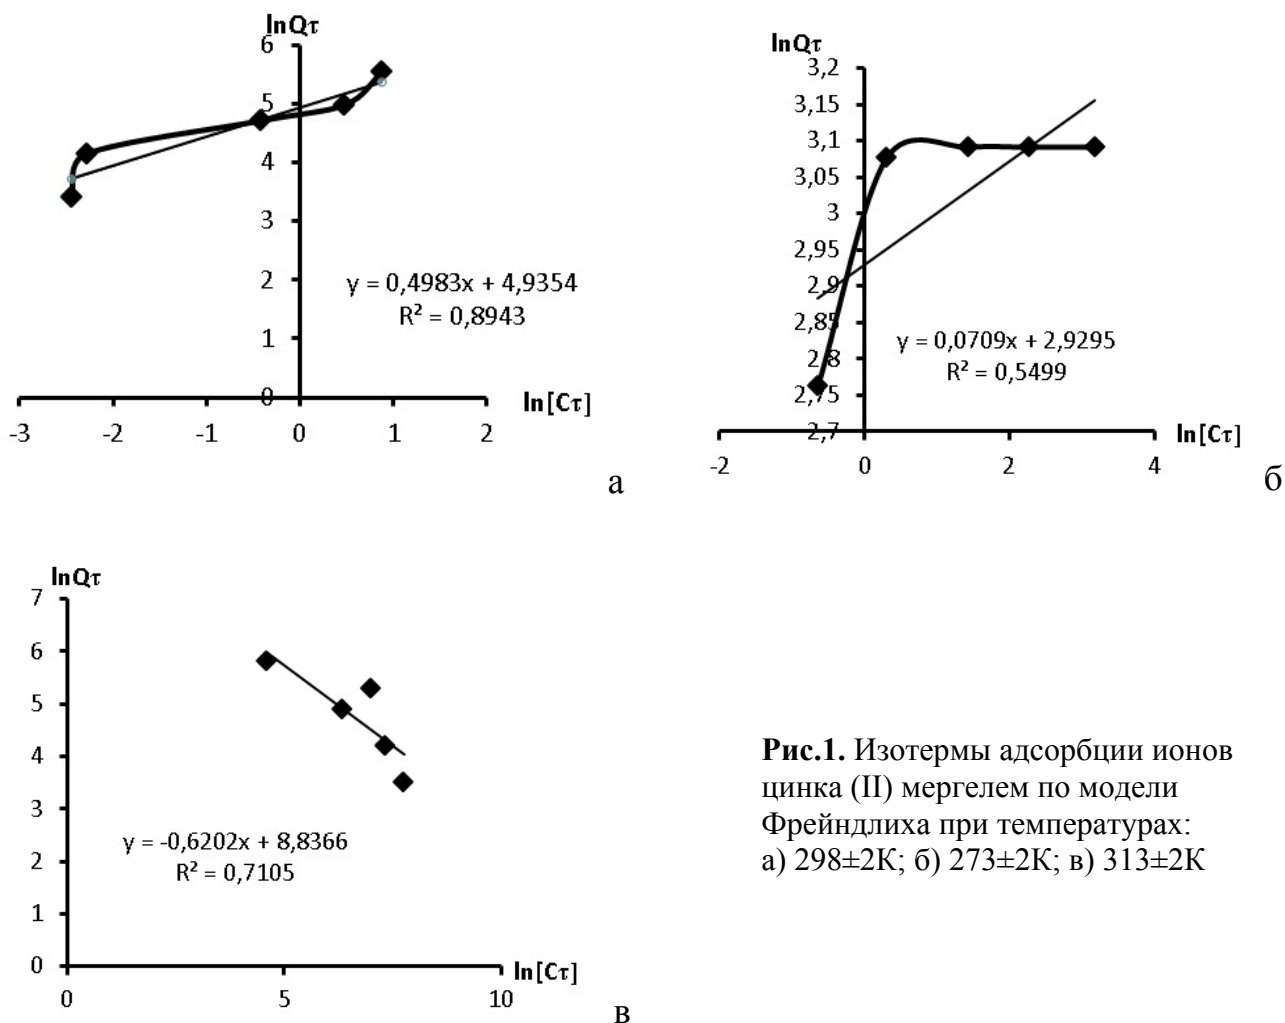 lnQτ
6
5
4
3
2
1
0
-3 -2 -1 0 1 2
ln[Cτ]
y = 0,4983x + 4,9354
R² = 0,8943
а
lnQτ
3,2
3,15
3,1
3,05
3
2,95
2,9
2,85
2,8
2,75
2,7
-2 0 2 4
ln[Cτ]
y = 0,0709x + 2,9295
R² = 0,5499
б
lnQτ
7
6
5
4
3
2
1
0
0 5 10
ln[Cτ]
y = -0,6202x + 8,8366
R² = 0,7105
в
Рис.1. Изотермы адсорбции ионов
цинка (II) мергелем по модели
Фрейндлиха при температурах:
а) 298±2К; б) 273±2К; в) 313±2К